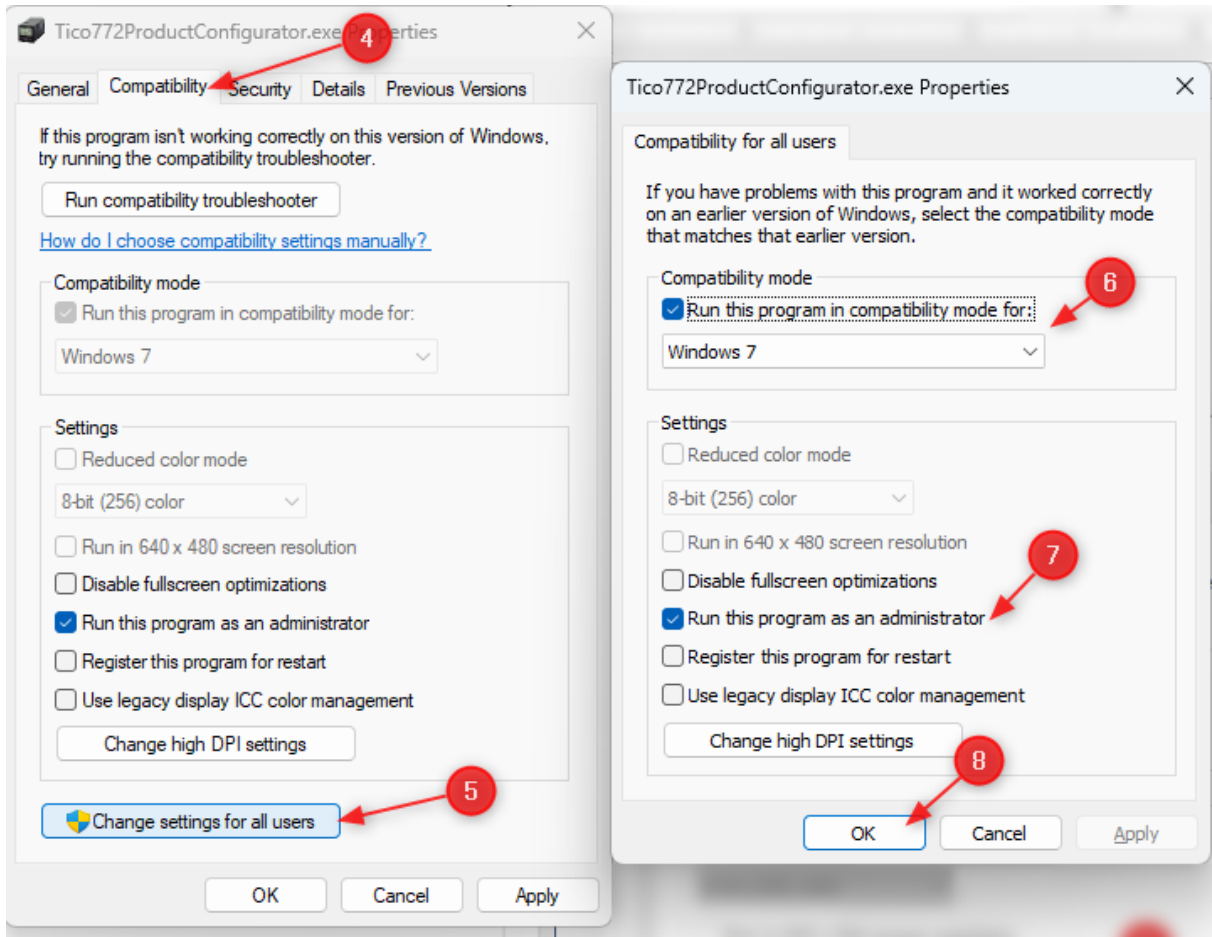 Tico772ProductConfigurator.exe Properties
4
General Compatibility Security Details Previous Versions
If this program isn't working correctly on this version of Windows,
try running the compatibility troubleshooter.
Run compatibility troubleshooter
How do I choose compatibility settings manually?
Compatibility mode
Run this program in compatibility mode for:
Windows 7
Settings
Reduced color mode
8-bit (256) color
Run in 640 x 480 screen resolution
Disable fullscreen optimizations
Run this program as an administrator
Register this program for restart
Use legacy display ICC color management
Change high DPI settings
5
Change settings for all users
OK Cancel Apply
Tico772ProductConfigurator.exe Properties
Compatibility for all users
If you have problems with this program and it worked correctly
on an earlier version of Windows, select the compatibility mode
that matches that earlier version.
Compatibility mode
6
Run this program in compatibility mode for:
Windows 7
Settings
Reduced color mode
8-bit (256) color
Run in 640 x 480 screen resolution
7
Disable fullscreen optimizations
Run this program as an administrator
Register this program for restart
Use legacy display ICC color management
Change high DPI settings
8
OK Cancel Apply